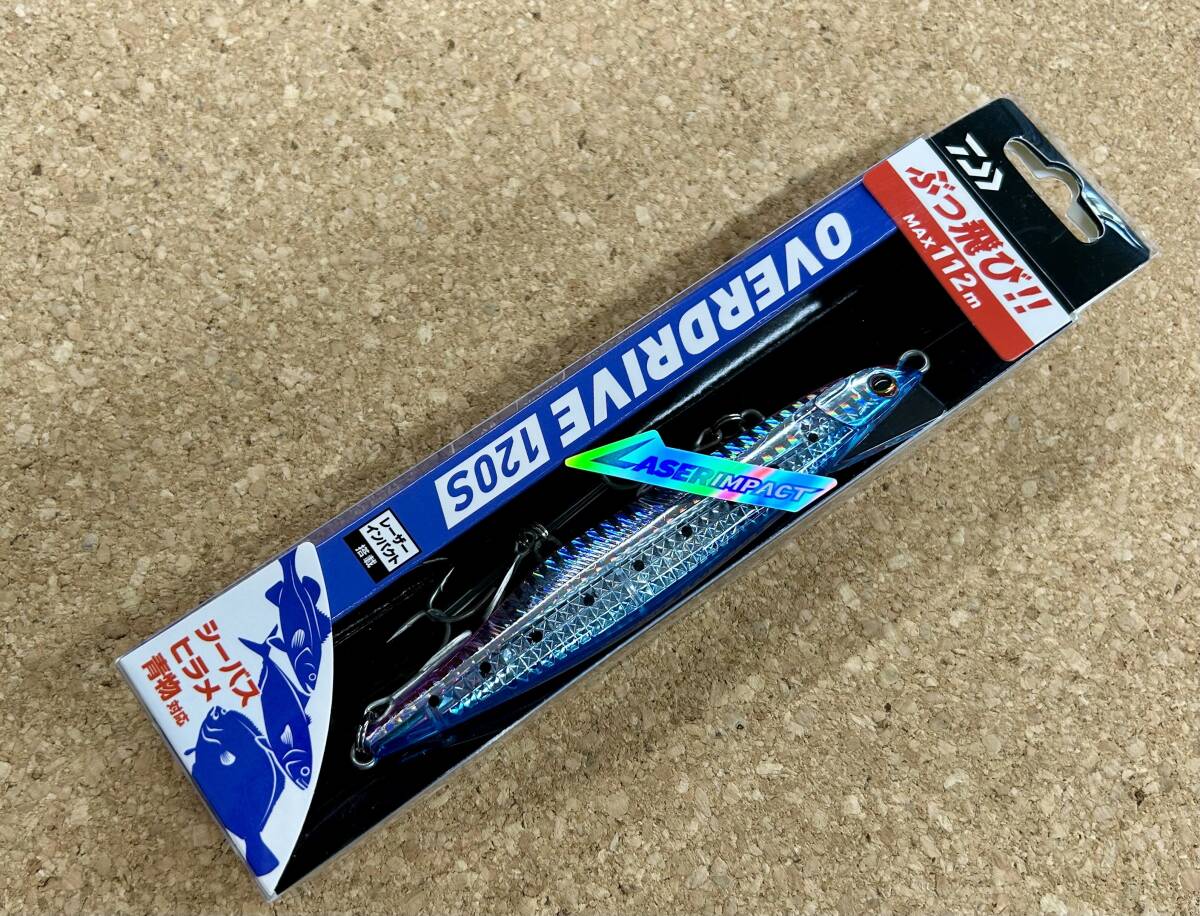 ぶっ飛び!!
MAX112m
OVERDRIVE 120S
LASER IMPACT
レーザー
インパクト
搭載
シーバス
ヒラメ
青物対応